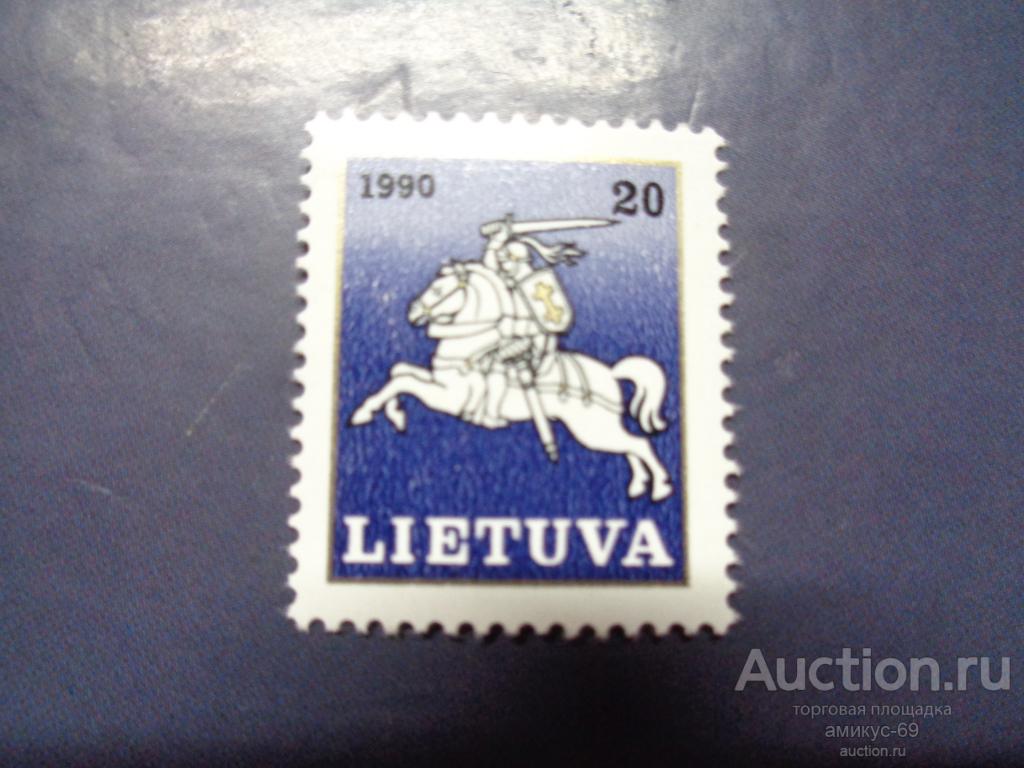 1990 20
LIETUVA
Auction.ru
торговая площадка
амикус-69
auction.ru